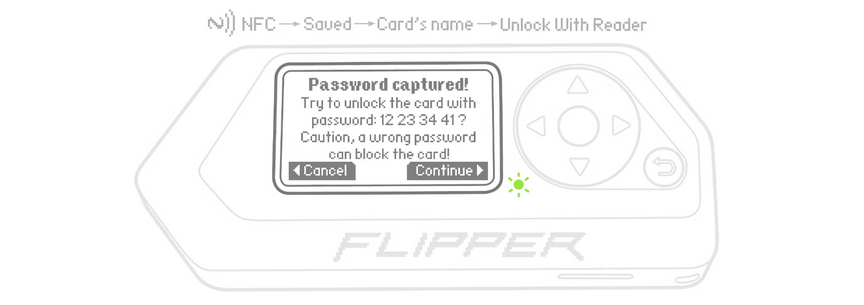 NFC → Saved → Card's name → Unlock With Reader
Password captured!
Try to unlock the card with
password: 12 23 34 41 ?
Caution, a wrong password
can block the card!
Cancel Continue
FLIPPER